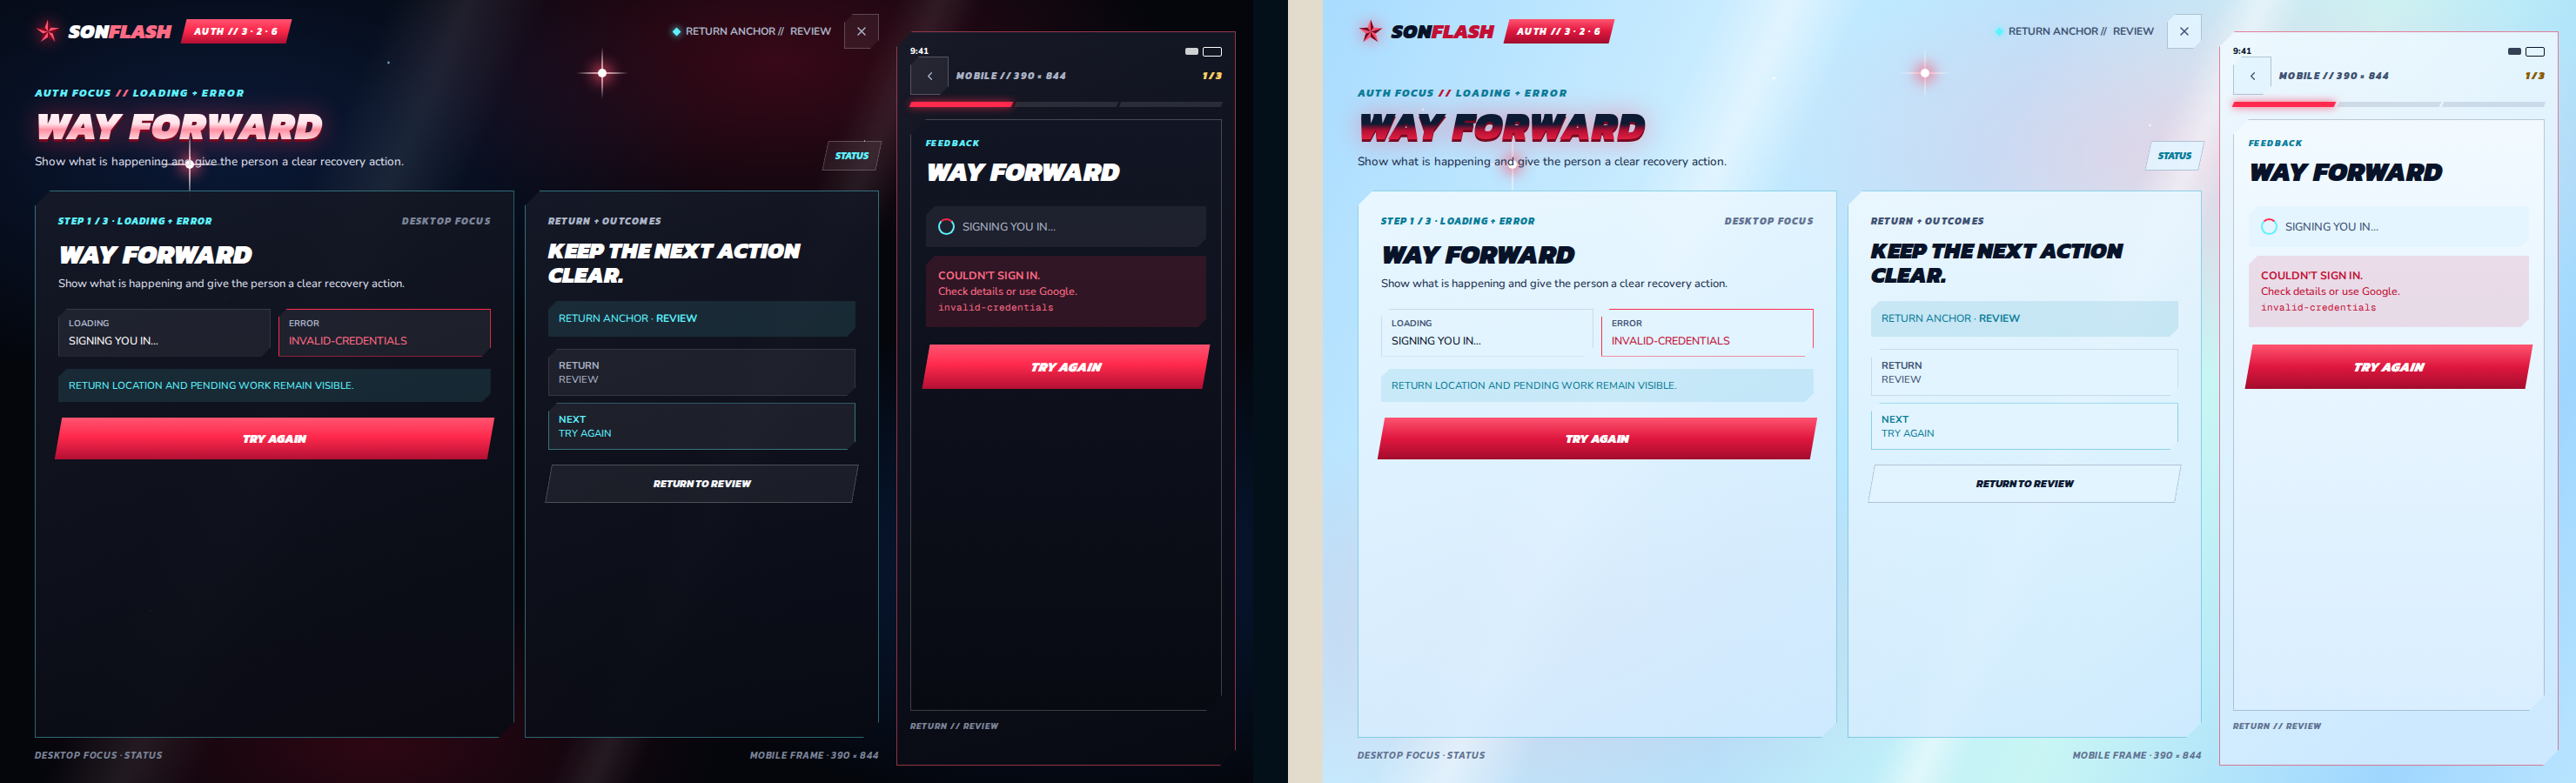 SONFLASH AUTH // 3 · 2 · 6
RETURN ANCHOR // REVIEW
AUTH FOCUS // LOADING + ERROR
WAY FORWARD
Show what is happening and give the person a clear recovery action.
STATUS
STEP 1 / 3 · LOADING + ERROR
DESKTOP FOCUS
WAY FORWARD
Show what is happening and give the person a clear recovery action.
LOADING
SIGNING YOU IN...
ERROR
INVALID-CREDENTIALS
RETURN LOCATION AND PENDING WORK REMAIN VISIBLE.
TRY AGAIN
RETURN + OUTCOMES
KEEP THE NEXT ACTION
CLEAR.
RETURN ANCHOR · REVIEW
RETURN
REVIEW
NEXT
TRY AGAIN
RETURN TO REVIEW
DESKTOP FOCUS · STATUS
MOBILE FRAME · 390 × 844
9:41
MOBILE // 390 × 844
1/3
FEEDBACK
WAY FORWARD
SIGNING YOU IN...
COULDN'T SIGN IN.
Check details or use Google.
invalid-credentials
TRY AGAIN
RETURN // REVIEW
SONFLASH AUTH // 3 · 2 · 6
RETURN ANCHOR // REVIEW
AUTH FOCUS // LOADING + ERROR
WAY FORWARD
Show what is happening and give the person a clear recovery action.
STATUS
STEP 1 / 3 · LOADING + ERROR
DESKTOP FOCUS
WAY FORWARD
Show what is happening and give the person a clear recovery action.
LOADING
SIGNING YOU IN...
ERROR
INVALID-CREDENTIALS
RETURN LOCATION AND PENDING WORK REMAIN VISIBLE.
TRY AGAIN
RETURN + OUTCOMES
KEEP THE NEXT ACTION
CLEAR.
RETURN ANCHOR · REVIEW
RETURN
REVIEW
NEXT
TRY AGAIN
RETURN TO REVIEW
DESKTOP FOCUS · STATUS
MOBILE FRAME · 390 × 844
9:41
MOBILE // 390 × 844
1/3
FEEDBACK
WAY FORWARD
SIGNING YOU IN...
COULDN'T SIGN IN.
Check details or use Google.
invalid-credentials
TRY AGAIN
RETURN // REVIEW